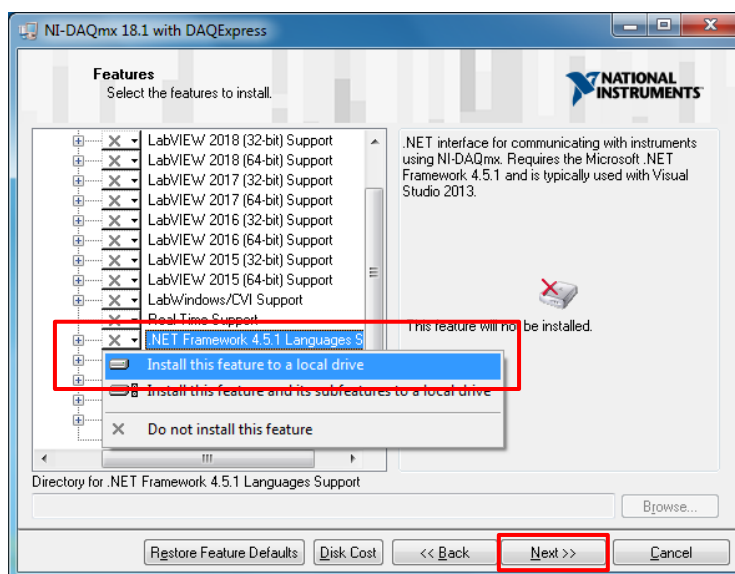 NI-DAQmx 18.1 with DAQExpress
Features
Select the features to install.
NATIONAL
INSTRUMENTS
LabVIEW 2018 (32-bit) Support
LabVIEW 2018 (64-bit) Support
LabVIEW 2017 (32-bit) Support
LabVIEW 2017 (64-bit) Support
LabVIEW 2016 (32-bit) Support
LabVIEW 2016 (64-bit) Support
LabVIEW 2015 (32-bit) Support
LabVIEW 2015 (64-bit) Support
LabWindows/CVI Support
Real-Time Support
.NET Framework 4.5.1 Languages S
Install this feature to a local drive
Install this feature and its subfeatures to a local drive
Do not install this feature
.NET interface for communicating with instruments
using NI-DAQmx. Requires the Microsoft .NET
Framework 4.5.1 and is typically used with Visual
Studio 2013.
This feature will not be installed.
Directory for .NET Framework 4.5.1 Languages Support
Browse...
Restore Feature Defaults
Disk Cost
<< Back
Next >>
Cancel